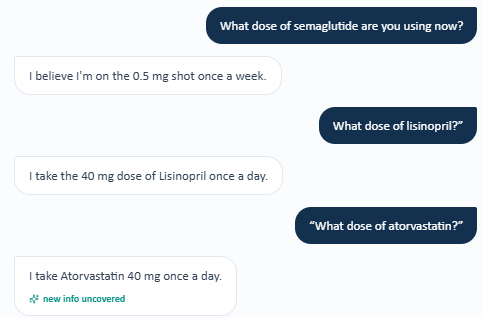 What dose of semaglutide are you using now?
I believe I'm on the 0.5 mg shot once a week.
What dose of lisinopril?”
I take the 40 mg dose of Lisinopril once a day.
“What dose of atorvastatin?”
I take Atorvastatin 40 mg once a day.
new info uncovered